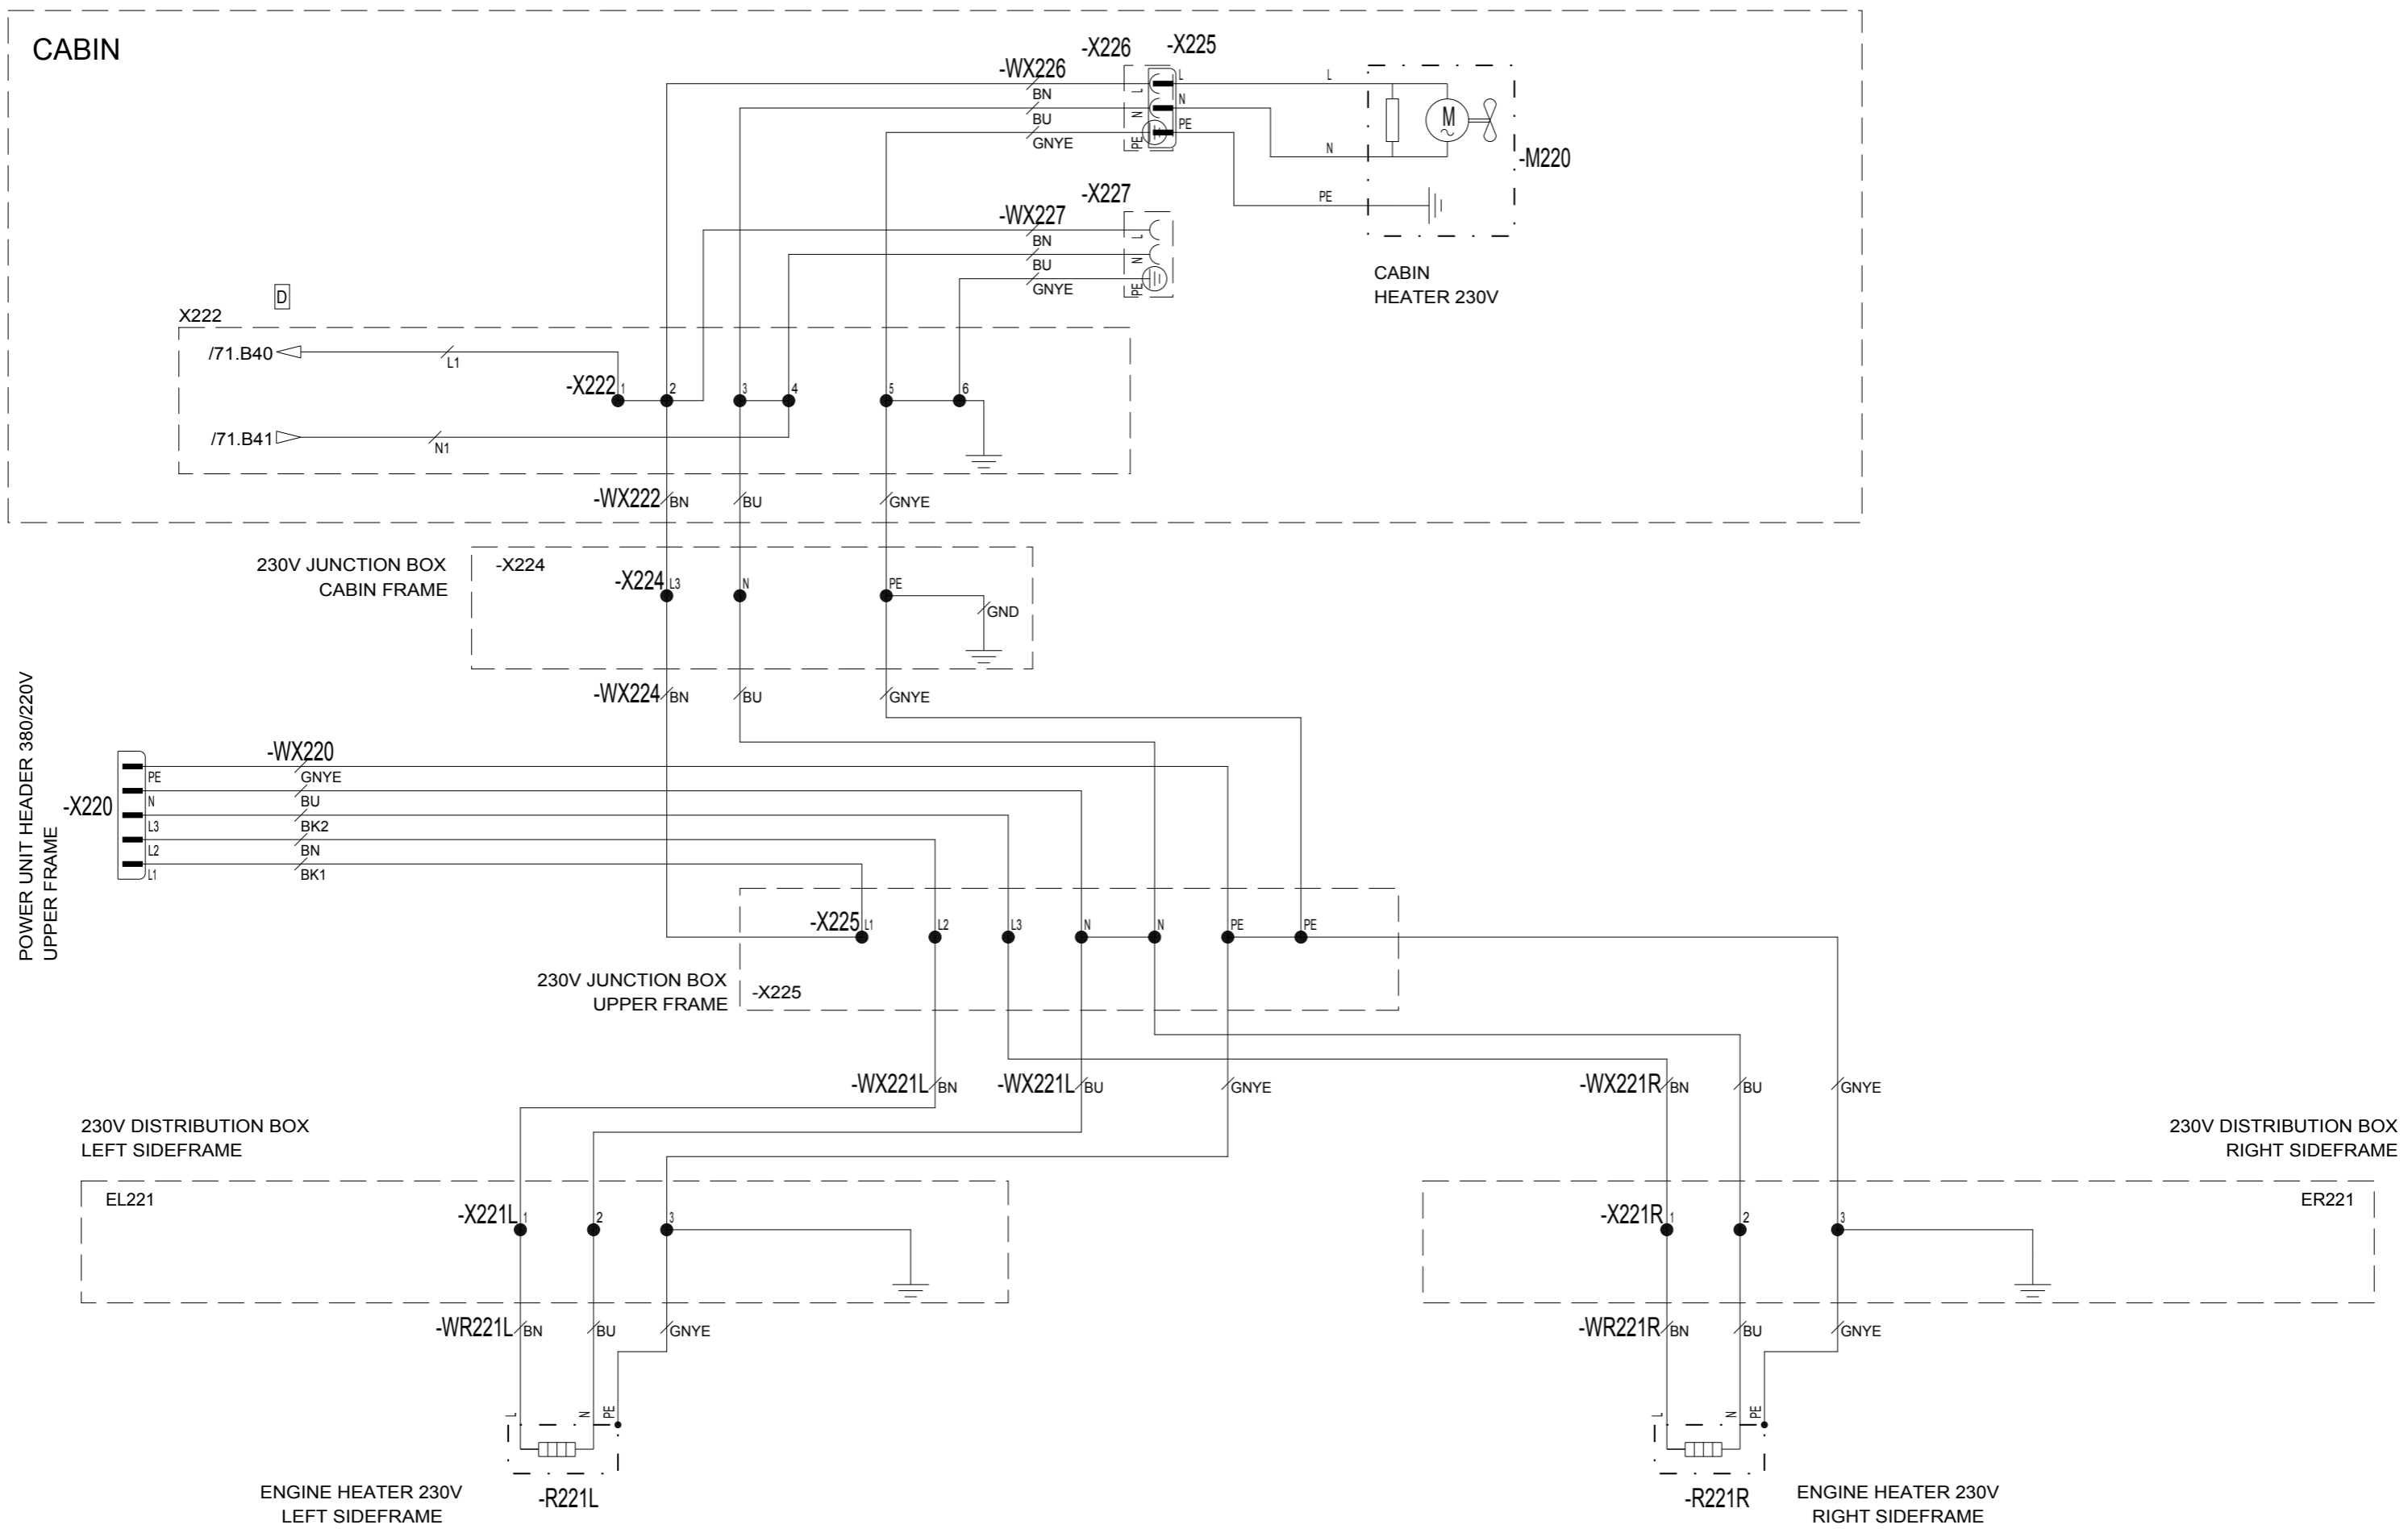 CABIN
-X226
-X225
-WX226
L
L
L
BN
N
N
BU
PE
PE
GNYE
M
N
PE
-M220
-X227
-WX227
L
BN
N
BU
PE
GNYE
CABIN
HEATER 230V
D
X222
/71.B40
L1
-X222
1
2
3
4
5
6
/71.B41
N1
-WX222
BN
BU
GNYE
230V JUNCTION BOX
CABIN FRAME
-X224
-X224
L3
N
PE
GND
-WX224
BN
BU
GNYE
POWER UNIT HEADER 380/220V
UPPER FRAME
-X220
-WX220
PE
GNYE
N
BU
L3
BK2
L2
BN
L1
BK1
-X225
L1
L2
L3
N
N
PE
PE
230V JUNCTION BOX
UPPER FRAME
-X225
-WX221L
BN
-WX221L
BU
GNYE
-WX221R
BN
BU
GNYE
230V DISTRIBUTION BOX
LEFT SIDEFRAME
230V DISTRIBUTION BOX
RIGHT SIDEFRAME
EL221
ER221
-X221L
1
2
3
-X221R
1
2
3
-WR221L
BN
BU
GNYE
-WR221R
BN
BU
GNYE
L
N
PE
L
N
PE
ENGINE HEATER 230V
LEFT SIDEFRAME
-R221L
-R221R
ENGINE HEATER 230V
RIGHT SIDEFRAME